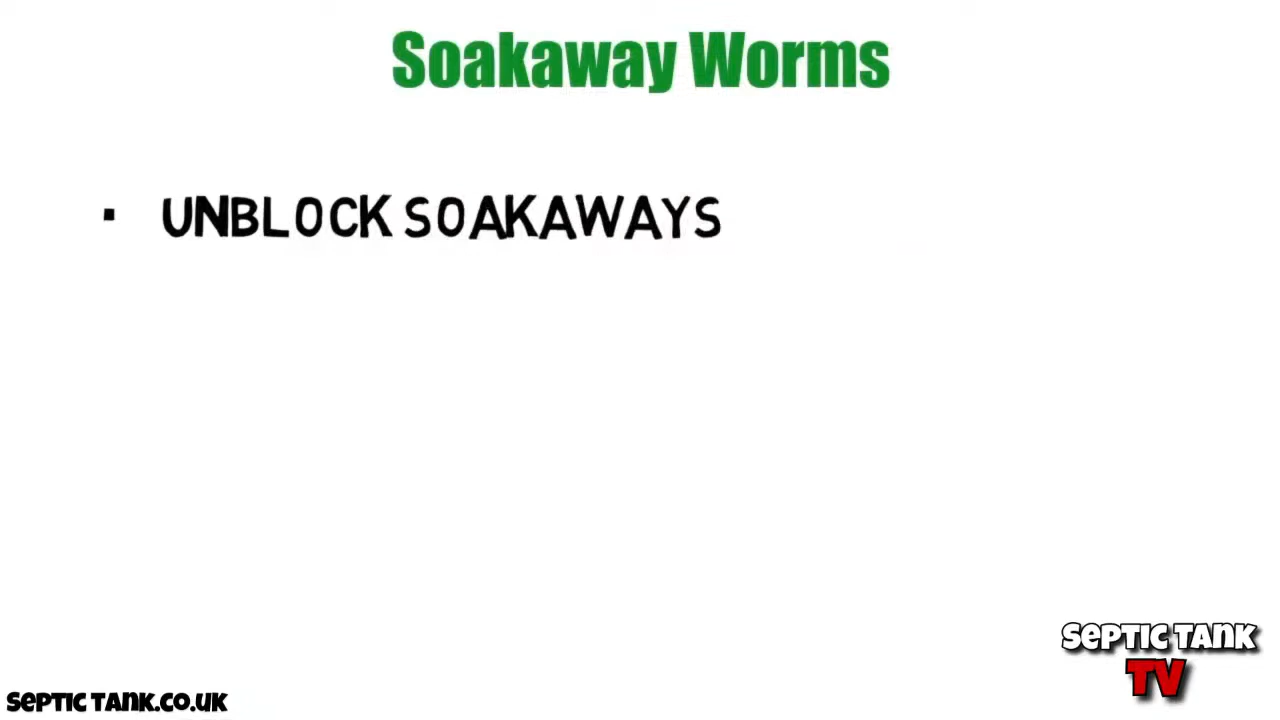 Soakaway Worms
▪ UNBLOCK SOAKAWAYS
SEPTIC TANK
TV
SEPTIC TANK.CO.UK